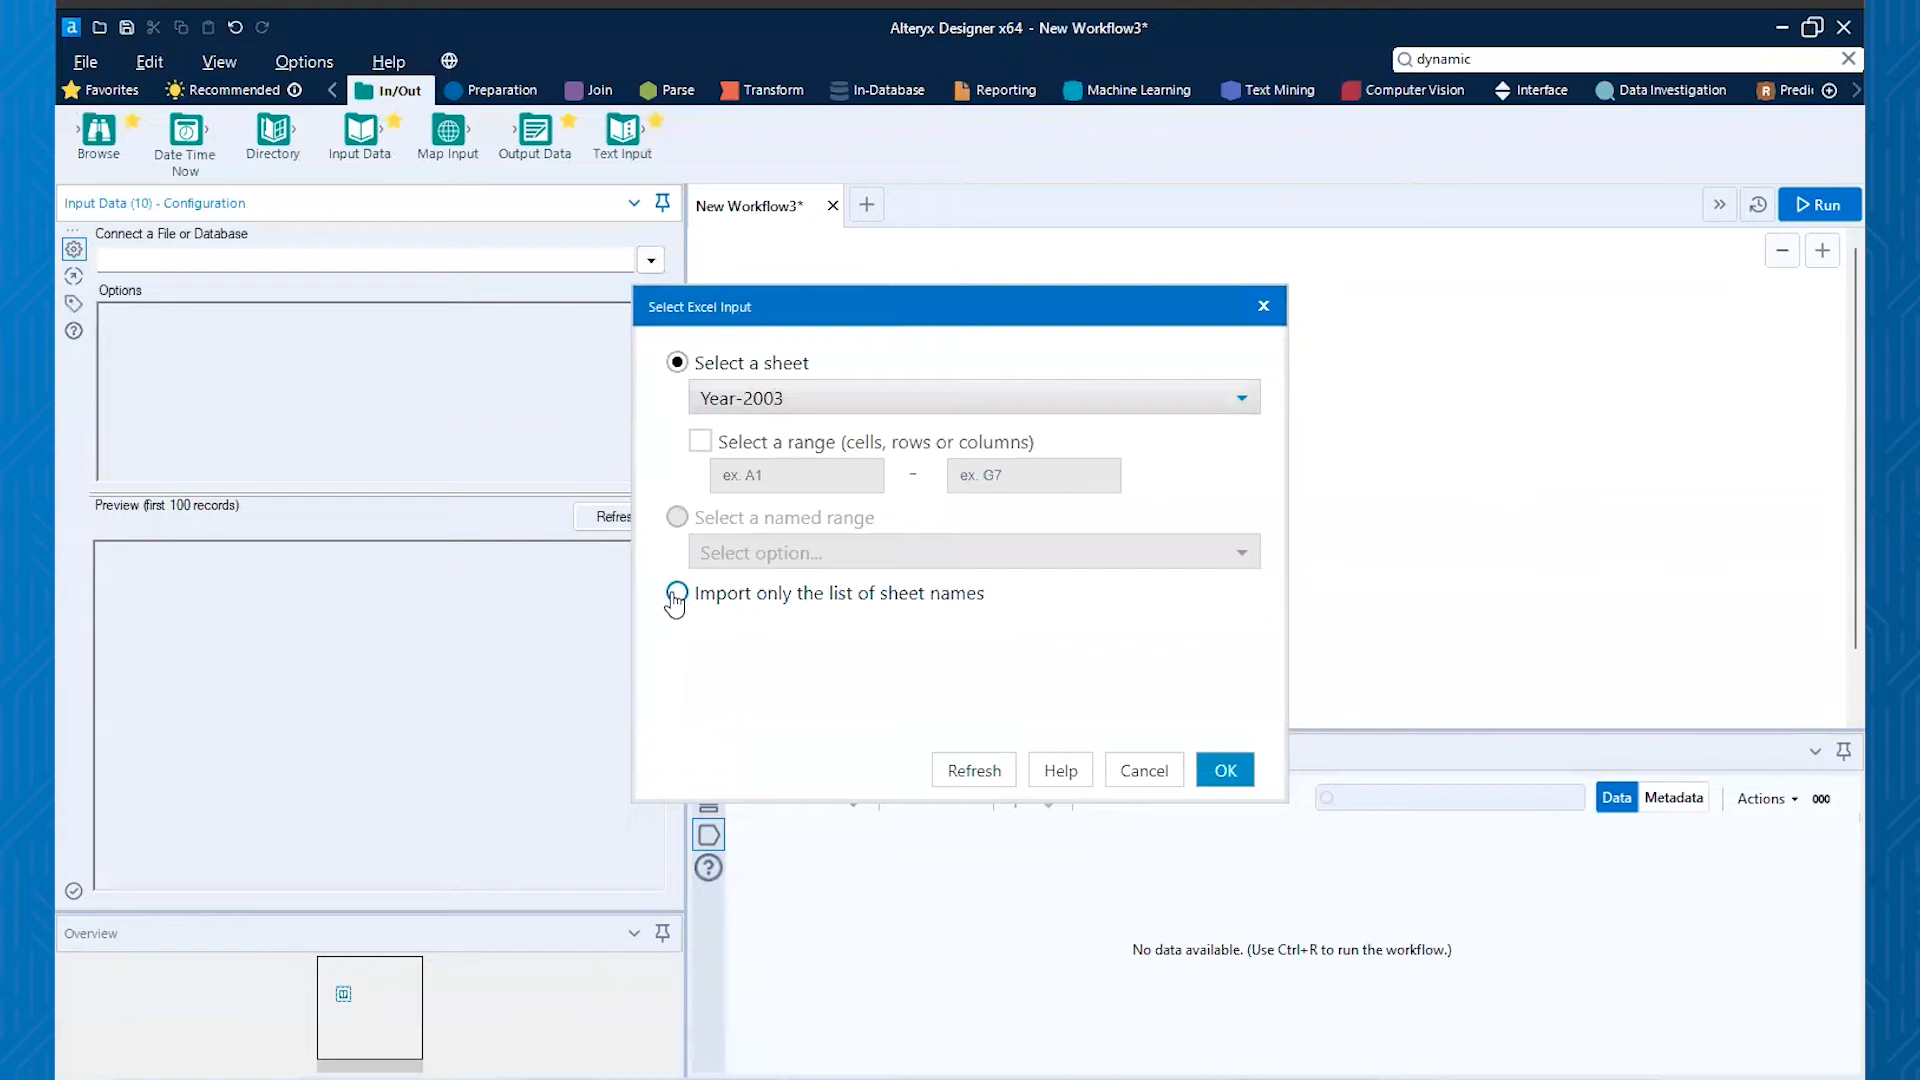 a
Alteryx Designer x64 - New Workflow3*
File Edit View Options Help
dynamic
Favorites Recommended In/Out Preparation Join Parse Transform In-Database Reporting Machine Learning Text Mining Computer Vision Interface Data Investigation R Predi
Browse Date Time Now Directory Input Data Map Input Output Data Text Input
Input Data (10) - Configuration
New Workflow3*
Run
Connect a File or Database
Options
Select Excel Input
Select a sheet
Year-2003
Select a range (cells, rows or columns)
ex. A1 - ex. G7
Preview (first 100 records)
Refres
Select a named range
Select option...
Import only the list of sheet names
Refresh Help Cancel OK
Data Metadata Actions 000
Overview
No data available. (Use Ctrl+R to run the workflow.)